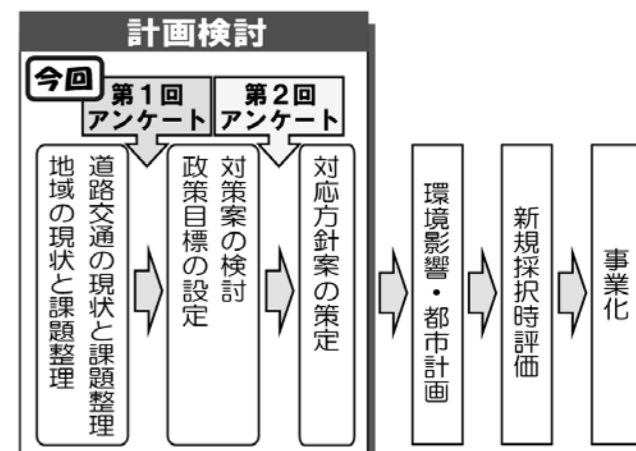 計画検討
今回
第1回
アンケート
第2回
アンケート
道路交通の現状と課題整理
地域の現状と課題整理
対策案の検討
政策目標の設定
対応方針案の策定
環境影響・都市計画
新規採択時評価
事業化